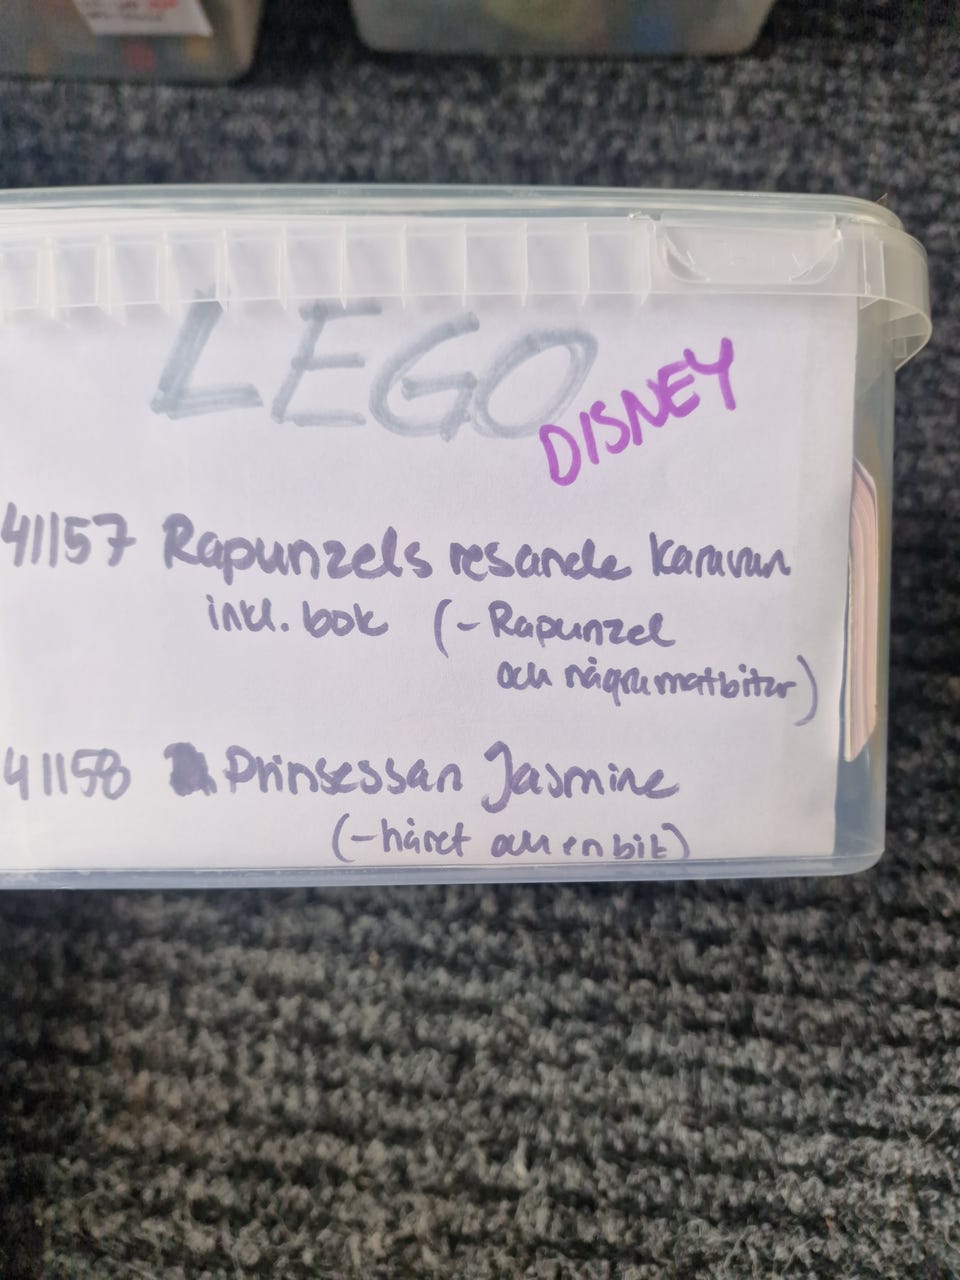 LEGO
DISNEY
41157 Rapunzels resande karavan
inkl. bok (- Rapunzel
och några matbitar)
41158 Prinsessan Jasmine
(- håret och en bit)